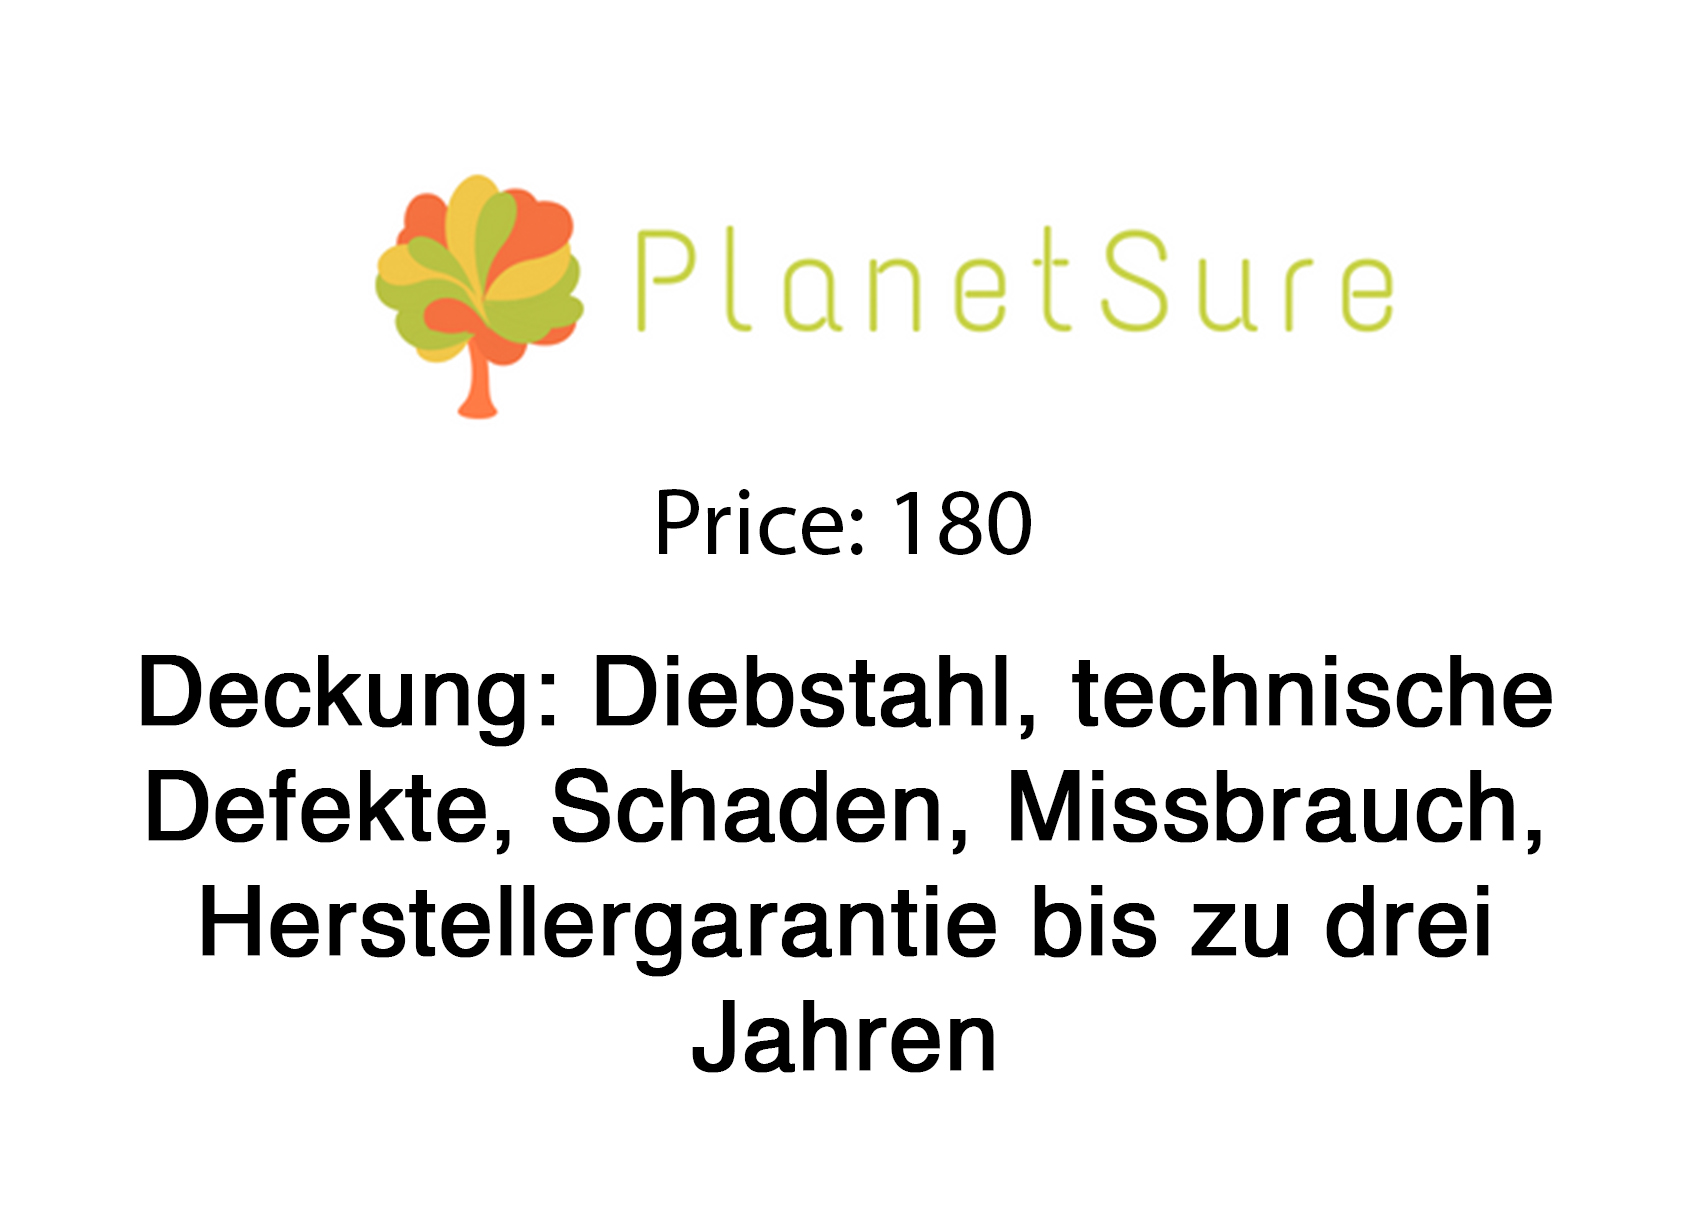 PlanetSure
Price: 180
Deckung: Diebstahl, technische
Defekte, Schaden, Missbrauch,
Herstellergarantie bis zu drei
Jahren